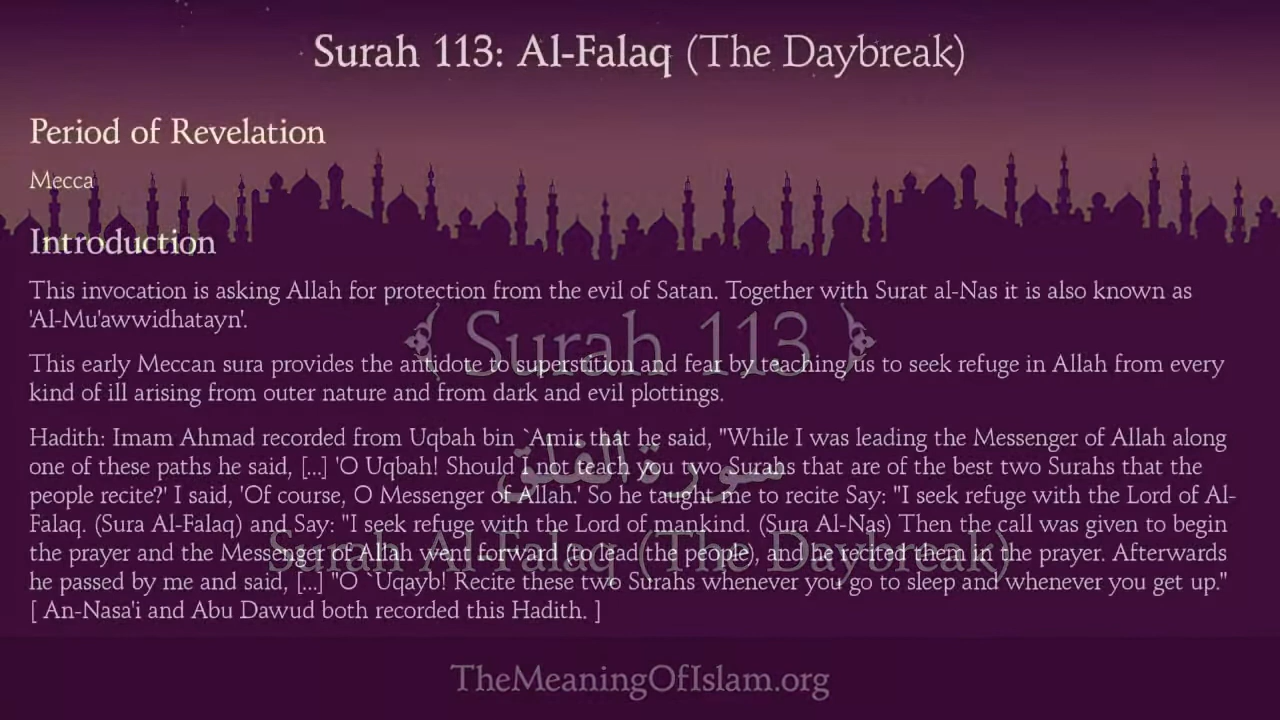 Surah 113: Al-Falaq (The Daybreak)
Period of Revelation
Mecca
Introduction
This invocation is asking Allah for protection from the evil of Satan. Together with Surat al-Nas it is also known as
'Al-Mu'awwidhatayn'.
Surah 113
This early Meccan sura provides the antidote to superstition and fear by teaching us to seek refuge in Allah from every
kind of ill arising from outer nature and from dark and evil plottings.
Hadith: Imam Ahmad recorded from Uqbah bin `Amir that he said, "While I was leading the Messenger of Allah along
one of these paths he said, [...] 'O Uqbah! Should I not teach you two Surahs that are of the best two Surahs that the
people recite?' I said, 'Of course, O Messenger of Allah.' So he taught me to recite Say: "I seek refuge with the Lord of Al-
Falaq. (Sura Al-Falaq) and Say: "I seek refuge with the Lord of mankind. (Sura Al-Nas) Then the call was given to begin
the prayer and the Messenger of Allah went forward (to lead the people), and he recited them in the prayer. Afterwards
he passed by me and said, [...] "O `Uqayb! Recite these two Surahs whenever you go to sleep and whenever you get up."
[ An-Nasa'i and Abu Dawud both recorded this Hadith. ]
سورة الفلق
Surah Al-Falaq (The Daybreak)
TheMeaningOfIslam.org